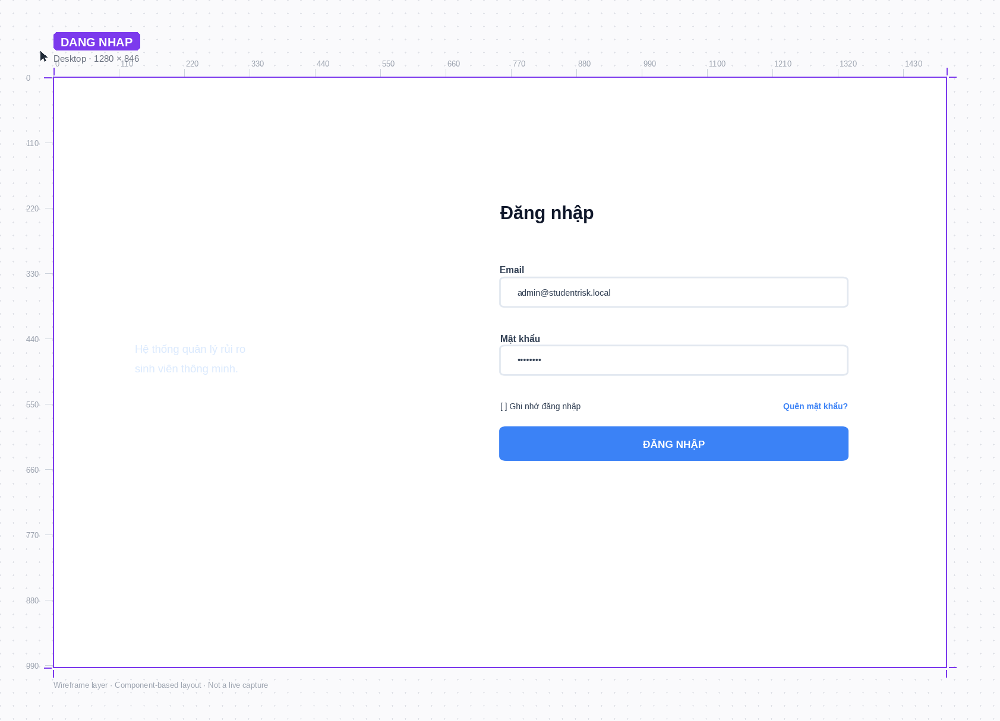 DANG NHAP
Desktop · 1280 × 846
0 110 220 330 440 550 660 770 880 990 1100 1210 1320 1430
0
110
220
330
440
550
660
770
880
990
Đăng nhập
Email
admin@studentrisk.local
Mật khẩu
••••••••
Hệ thống quản lý rủi ro
sinh viên thông minh.
[ ] Ghi nhớ đăng nhập
Quên mật khẩu?
ĐĂNG NHẬP
Wireframe layer · Component-based layout · Not a live capture